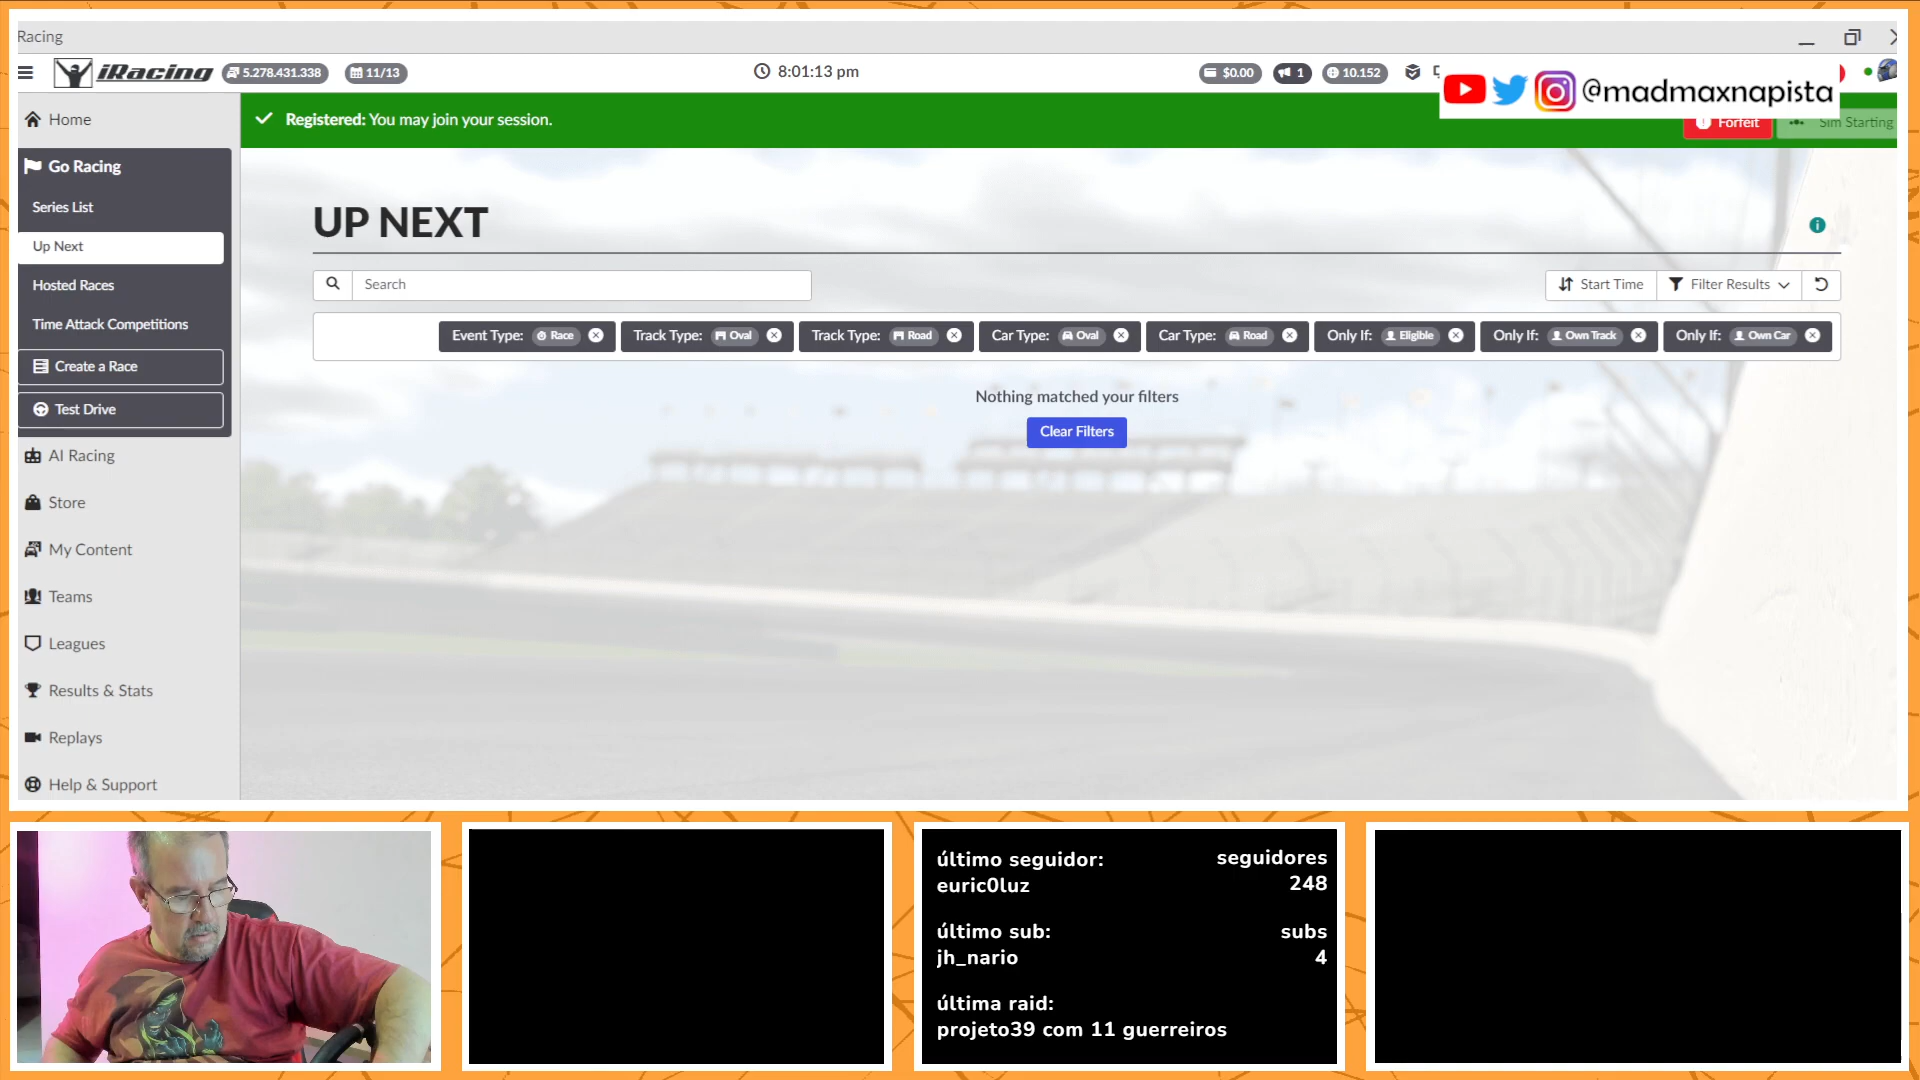 Racing
iRacing
5.278.431.338
11/13
8:01:13 pm
$0.00
1
10.152
@madmaxnapista
Home
Registered: You may join your session.
Forfeit
Sim Starting
Go Racing
Series List
Up Next
Hosted Races
Time Attack Competitions
Create a Race
Test Drive
AI Racing
Store
My Content
Teams
Leagues
Results & Stats
Replays
Help & Support
UP NEXT
Search
Start Time
Filter Results
Event Type: Race
Track Type: Oval
Track Type: Road
Car Type: Oval
Car Type: Road
Only If: Eligible
Only If: Own Track
Only If: Own Car
Nothing matched your filters
Clear Filters
último seguidor:
euric0luz
seguidores
248
último sub:
jh_nario
subs
4
última raid:
projeto39 com 11 guerreiros